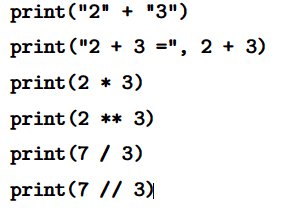 print("2" + "3")
print("2 + 3 =", 2 + 3)
print(2 * 3)
print(2 ** 3)
print(7 / 3)
print(7 // 3)